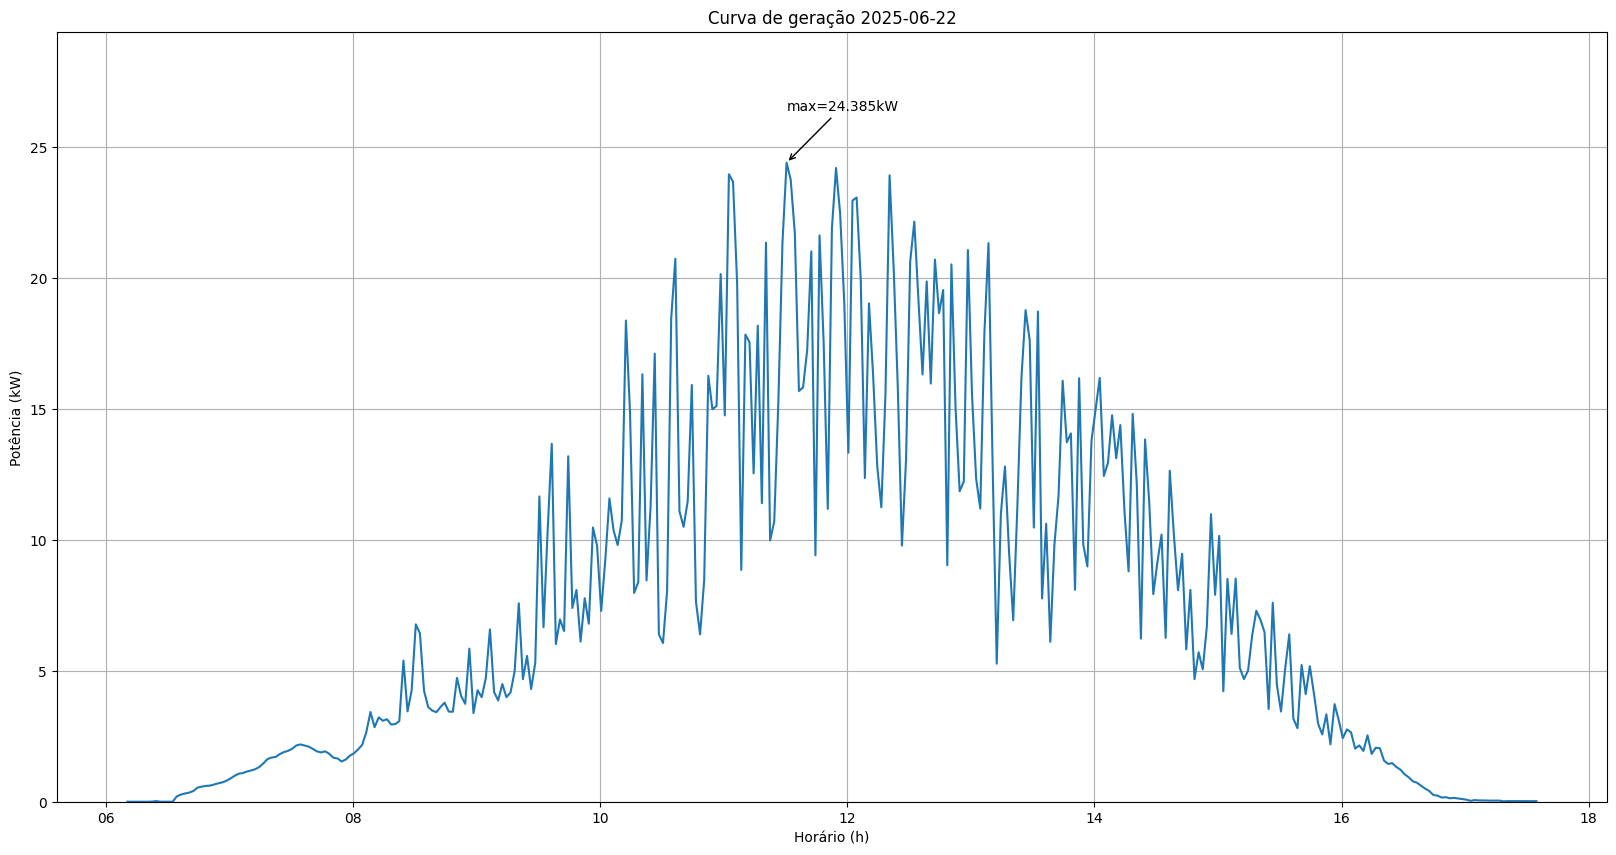 Curva de geração 2025-06-22
max=24.385kW
Potência (kW)
25
20
15
10
5
0
06 08 10 12 14 16 18
Horário (h)